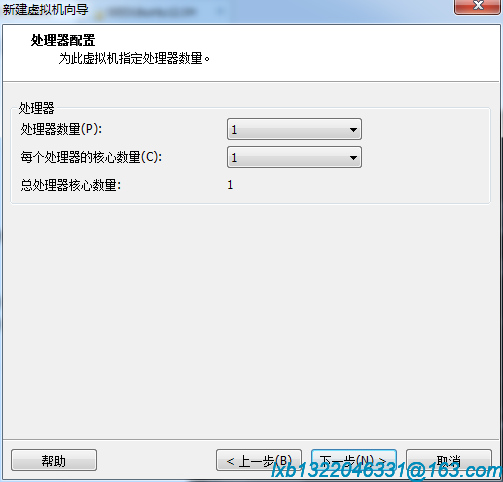 新建虚拟机向导
处理器配置
为此虚拟机指定处理器数量。
处理器
处理器数量(P): 1
每个处理器的核心数量(C): 1
总处理器核心数量: 1
帮助 < 上一步(B) 下一步(N) > 取消
lxb1322046331@163.com